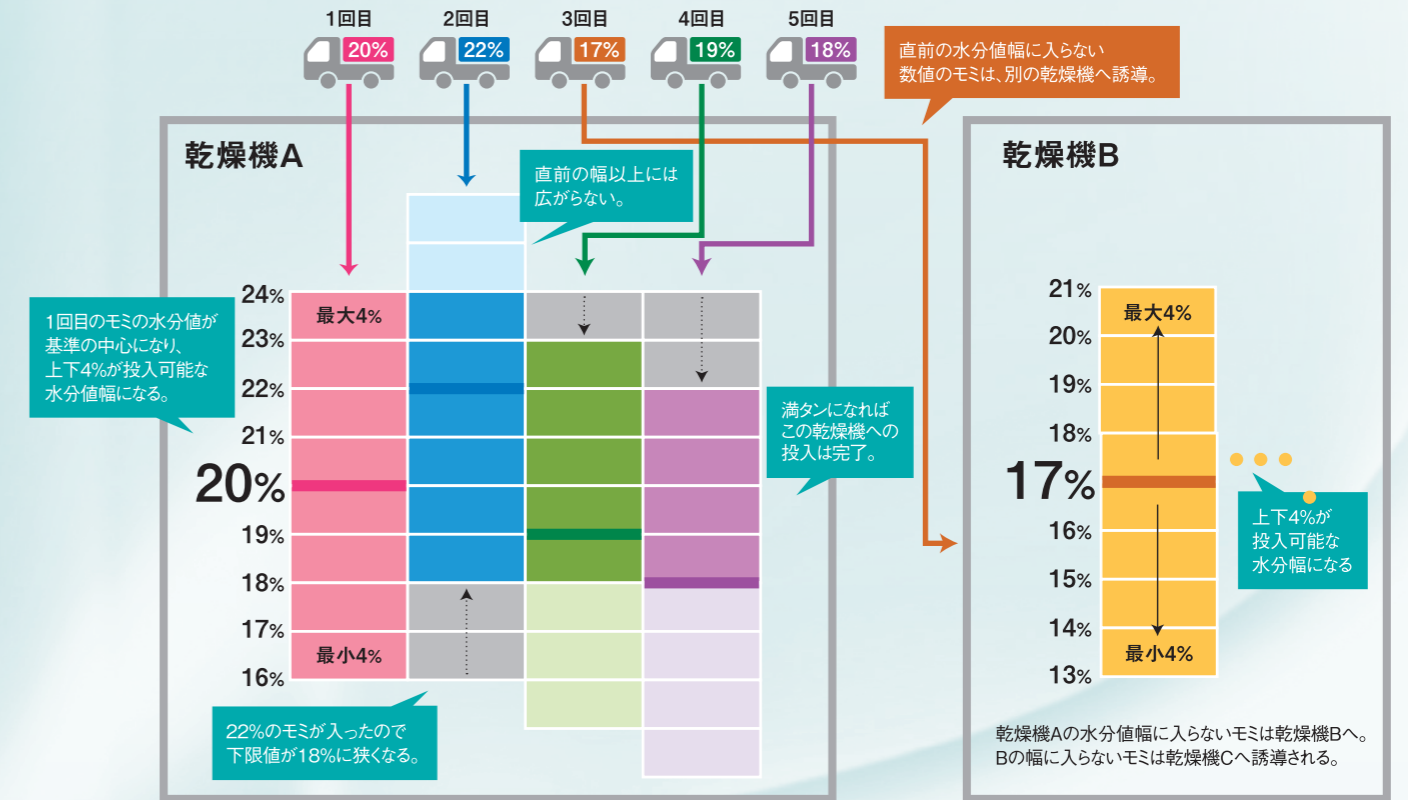 1回目
2回目
3回目
4回目
5回目
20%
22%
17%
19%
18%
直前の水分値幅に入らない
数値のモミは、別の乾燥機へ誘導。
乾燥機A
直前の幅以上には
広がらない。
1回目のモミの水分値が
基準の中心になり、
上下4%が投入可能な
水分値幅になる。
24%
23%
22%
21%
20%
19%
18%
17%
16%
最大4%
最小4%
満タンになれば
この乾燥機への
投入は完了。
22%のモミが入ったので
下限値が18%に狭くなる。
乾燥機B
21%
20%
19%
18%
17%
16%
15%
14%
13%
最大4%
最小4%
上下4%が
投入可能な
水分幅になる
乾燥機Aの水分値幅に入らないモミは乾燥機Bへ。
Bの幅に入らないモミは乾燥機Cへ誘導される。